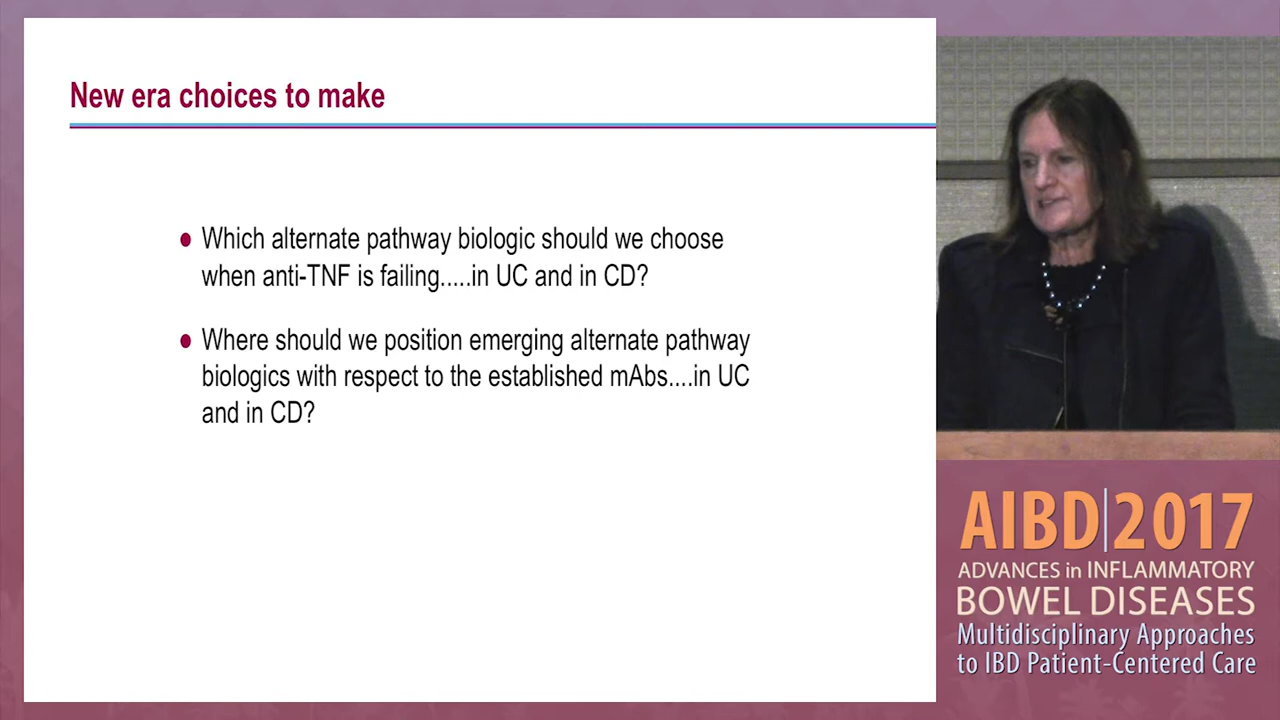 New era choices to make
● Which alternate pathway biologic should we choose
when anti-TNF is failing.....in UC and in CD?
● Where should we position emerging alternate pathway
biologics with respect to the established mAbs....in UC
and in CD?
AIBD|2017
ADVANCES in INFLAMMATORY
BOWEL DISEASES
Multidisciplinary Approaches
to IBD Patient-Centered Care